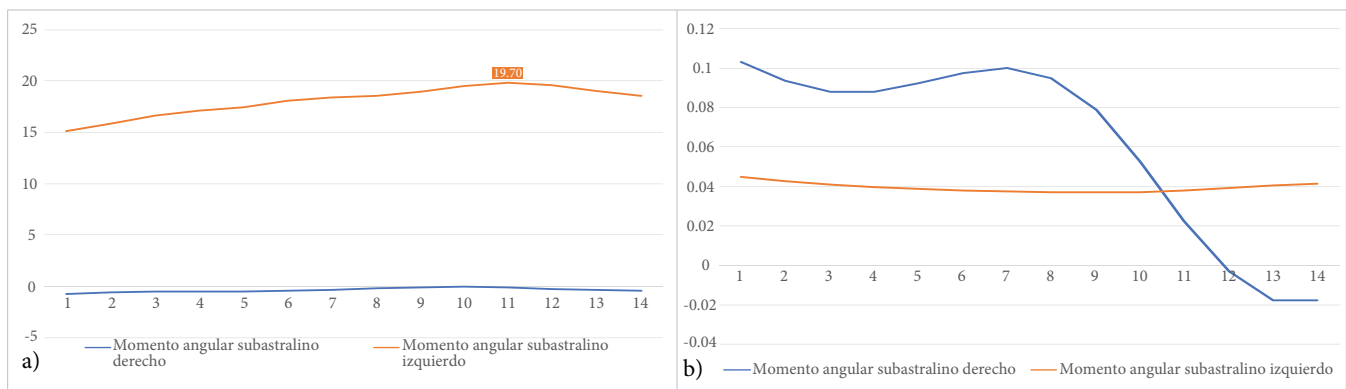 25
20
15
10
5
0
-5
19.70
1 2 3 4 5 6 7 8 9 10 11 12 13 14
Momento angular subastralino
derecho
Momento angular subastralino
izquierdo
a)
0.12
0.1
0.08
0.06
0.04
0.02
0
-0.02
-0.04
1 2 3 4 5 6 7 8 9 10 11 12 13 14
b)
Momento angular subastralino derecho
Momento angular subastralino izquierdo